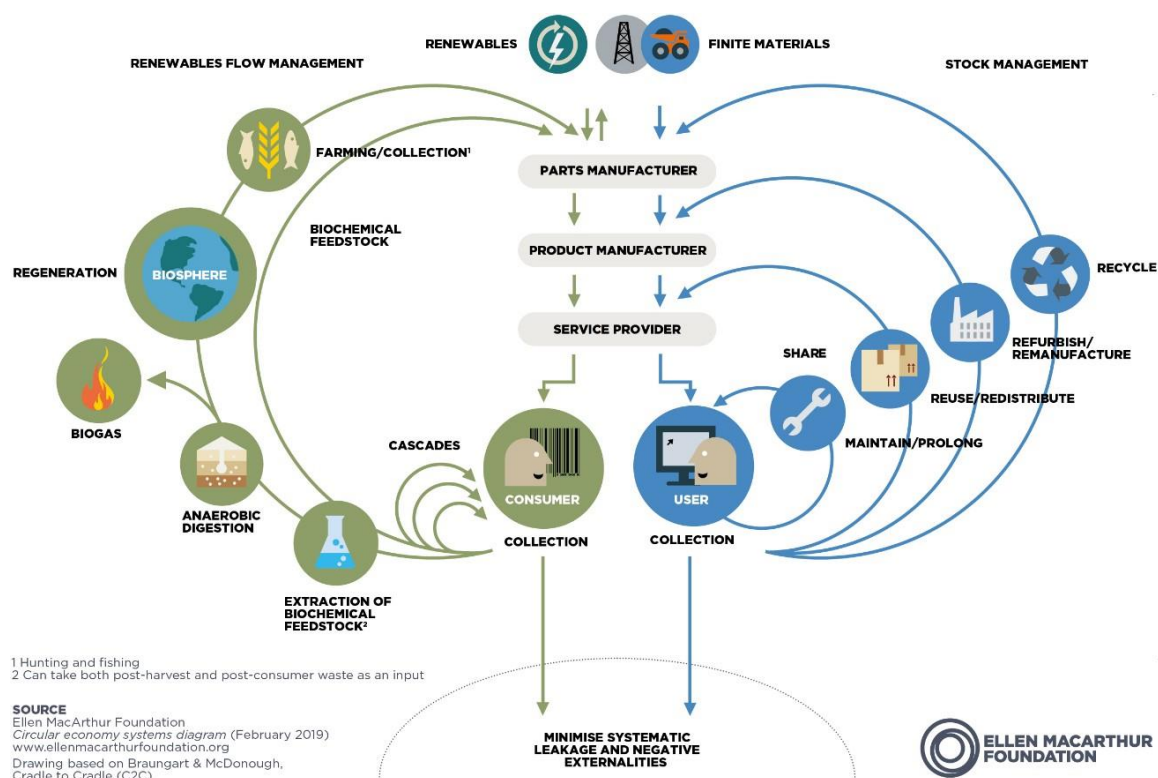 RENEWABLES
FINITE MATERIALS
RENEWABLES FLOW MANAGEMENT
STOCK MANAGEMENT
FARMING/COLLECTION¹
PARTS MANUFACTURER
BIOCHEMICAL
FEEDSTOCK
PRODUCT MANUFACTURER
REGENERATION
BIOSPHERE
RECYCLE
SERVICE PROVIDER
SHARE
REFURBISH/
REMANUFACTURE
REUSE/REDISTRIBUTE
BIOGAS
CASCADES
MAINTAIN/PROLONG
CONSUMER
USER
ANAEROBIC
DIGESTION
COLLECTION
COLLECTION
EXTRACTION OF
BIOCHEMICAL
FEEDSTOCK²
1 Hunting and fishing
2 Can take both post-harvest and post-consumer waste as an input
SOURCE
Ellen MacArthur Foundation
Circular economy systems diagram (February 2019)
www.ellenmacarthurfoundation.org
Drawing based on Braungart & McDonough,
Cradle to Cradle (C2C)
MINIMISE SYSTEMATIC
LEAKAGE AND NEGATIVE
EXTERNALITIES
ELLEN MACARTHUR
FOUNDATION